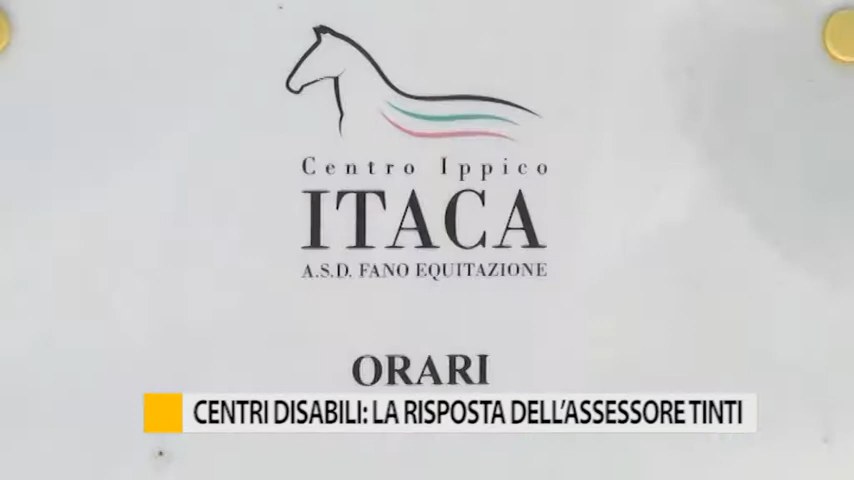 Centro Ippico
ITACA
A.S.D. FANO EQUITAZIONE
ORARI
CENTRI DISABILI: LA RISPOSTA DELL'ASSESSORE TINTI